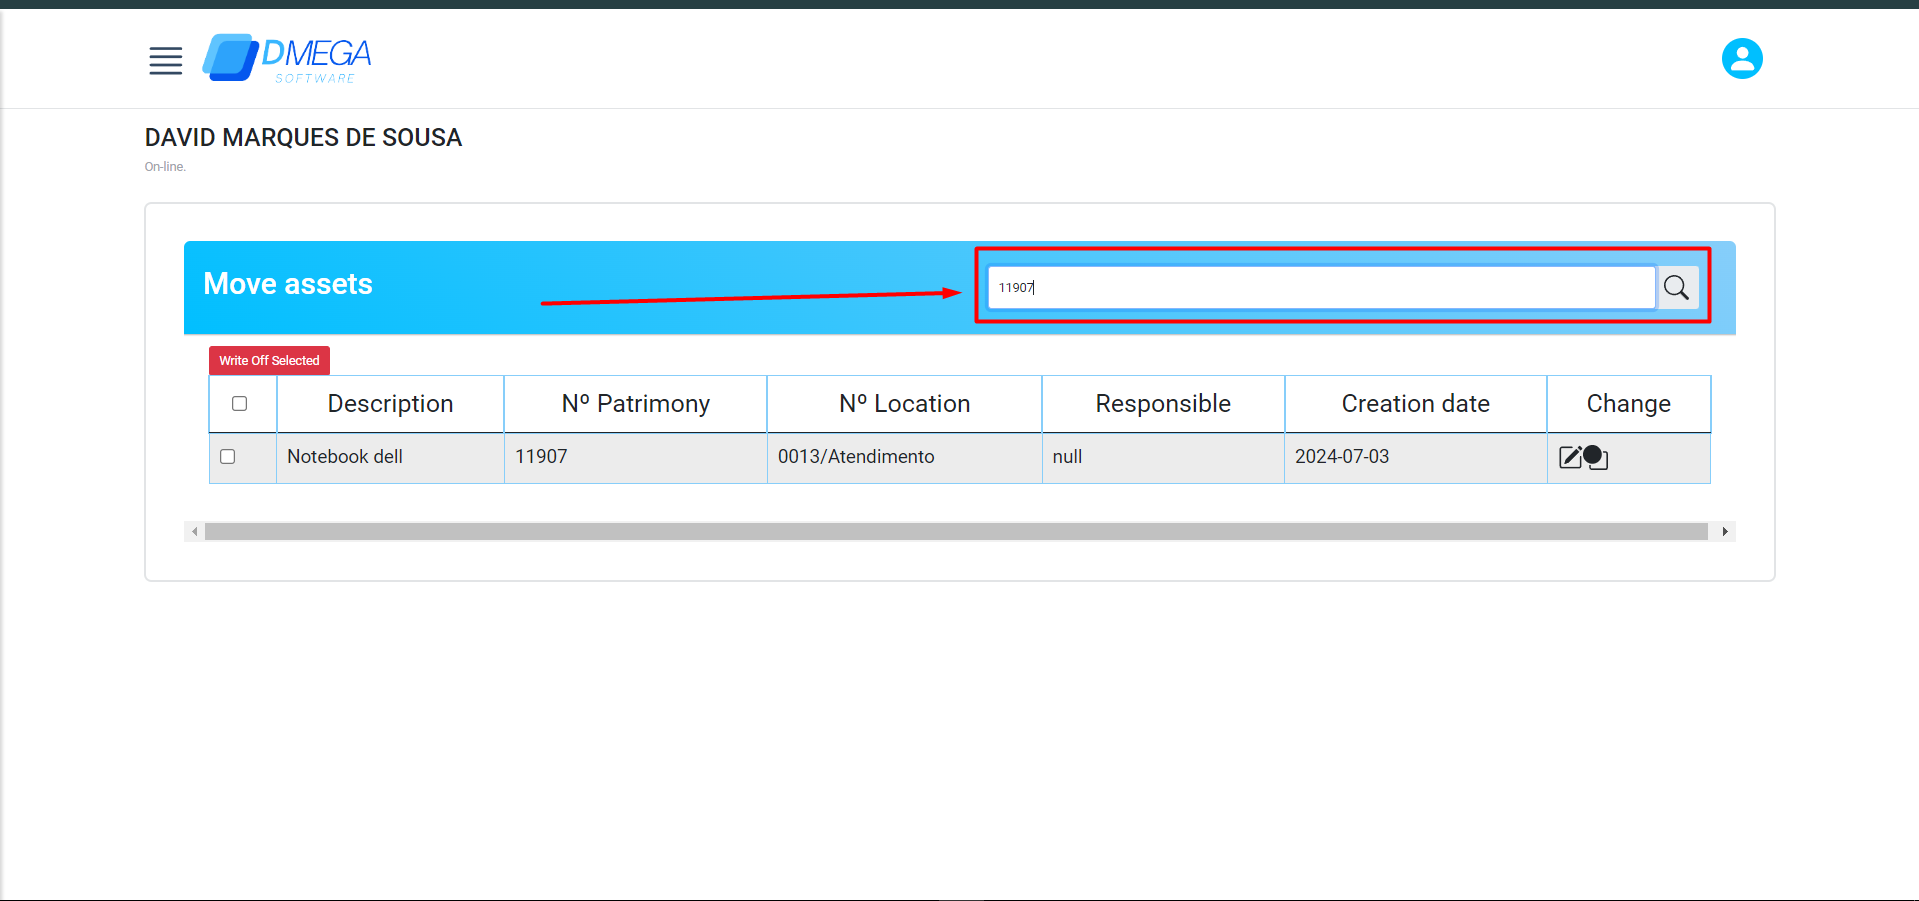 DMEGA
SOFTWARE
DAVID MARQUES DE SOUSA
On-line.
Move assets
11907
Write Off Selected
Description Nº Patrimony Nº Location Responsible Creation date Change
Notebook dell 11907 0013/Atendimento null 2024-07-03